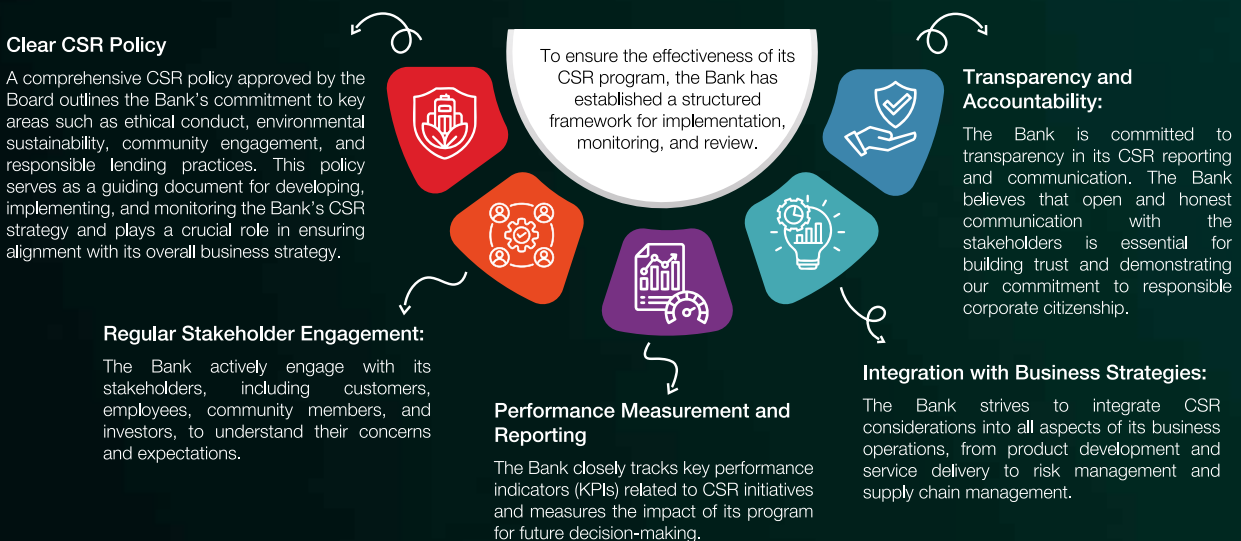 To ensure the effectiveness of its
CSR program, the Bank has
established a structured
framework for implementation,
monitoring, and review.
Clear CSR Policy
A comprehensive CSR policy approved by the
Board outlines the Bank's commitment to key
areas such as ethical conduct, environmental
sustainability, community engagement, and
responsible lending practices. This policy
serves as a guiding document for developing,
implementing, and monitoring the Bank's CSR
strategy and plays a crucial role in ensuring
alignment with its overall business strategy.
Regular Stakeholder Engagement:
The Bank actively engage with its
stakeholders, including customers,
employees, community members, and
investors, to understand their concerns
and expectations.
Performance Measurement and
Reporting
The Bank closely tracks key performance
indicators (KPIs) related to CSR initiatives
and measures the impact of its program
for future decision-making.
Integration with Business Strategies:
The Bank strives to integrate CSR
considerations into all aspects of its business
operations, from product development and
service delivery to risk management and
supply chain management.
Transparency and
Accountability:
The Bank is committed to
transparency in its CSR reporting
and communication. The Bank
believes that open and honest
communication with the
stakeholders is essential for
building trust and demonstrating
our commitment to responsible
corporate citizenship.